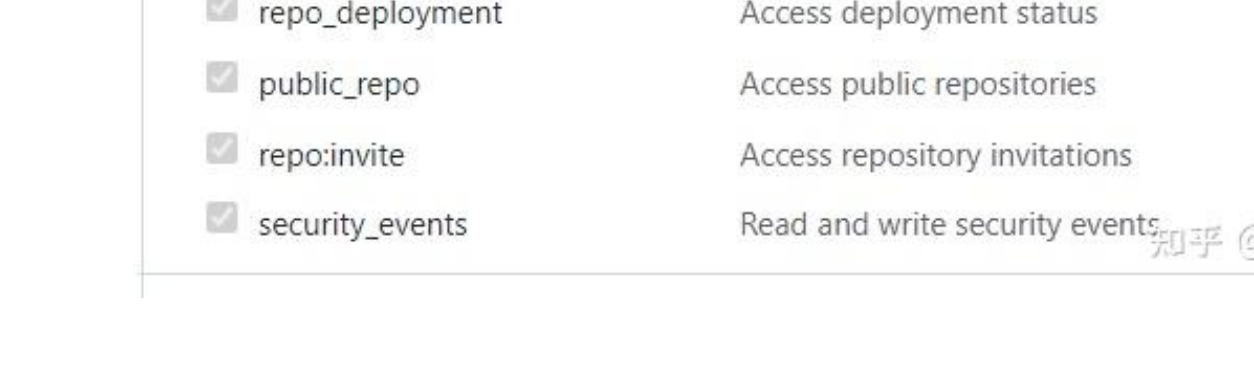 repo_deployment Access deployment status
public_repo Access public repositories
repo:invite Access repository invitations
security_events Read and write security events
知乎 @